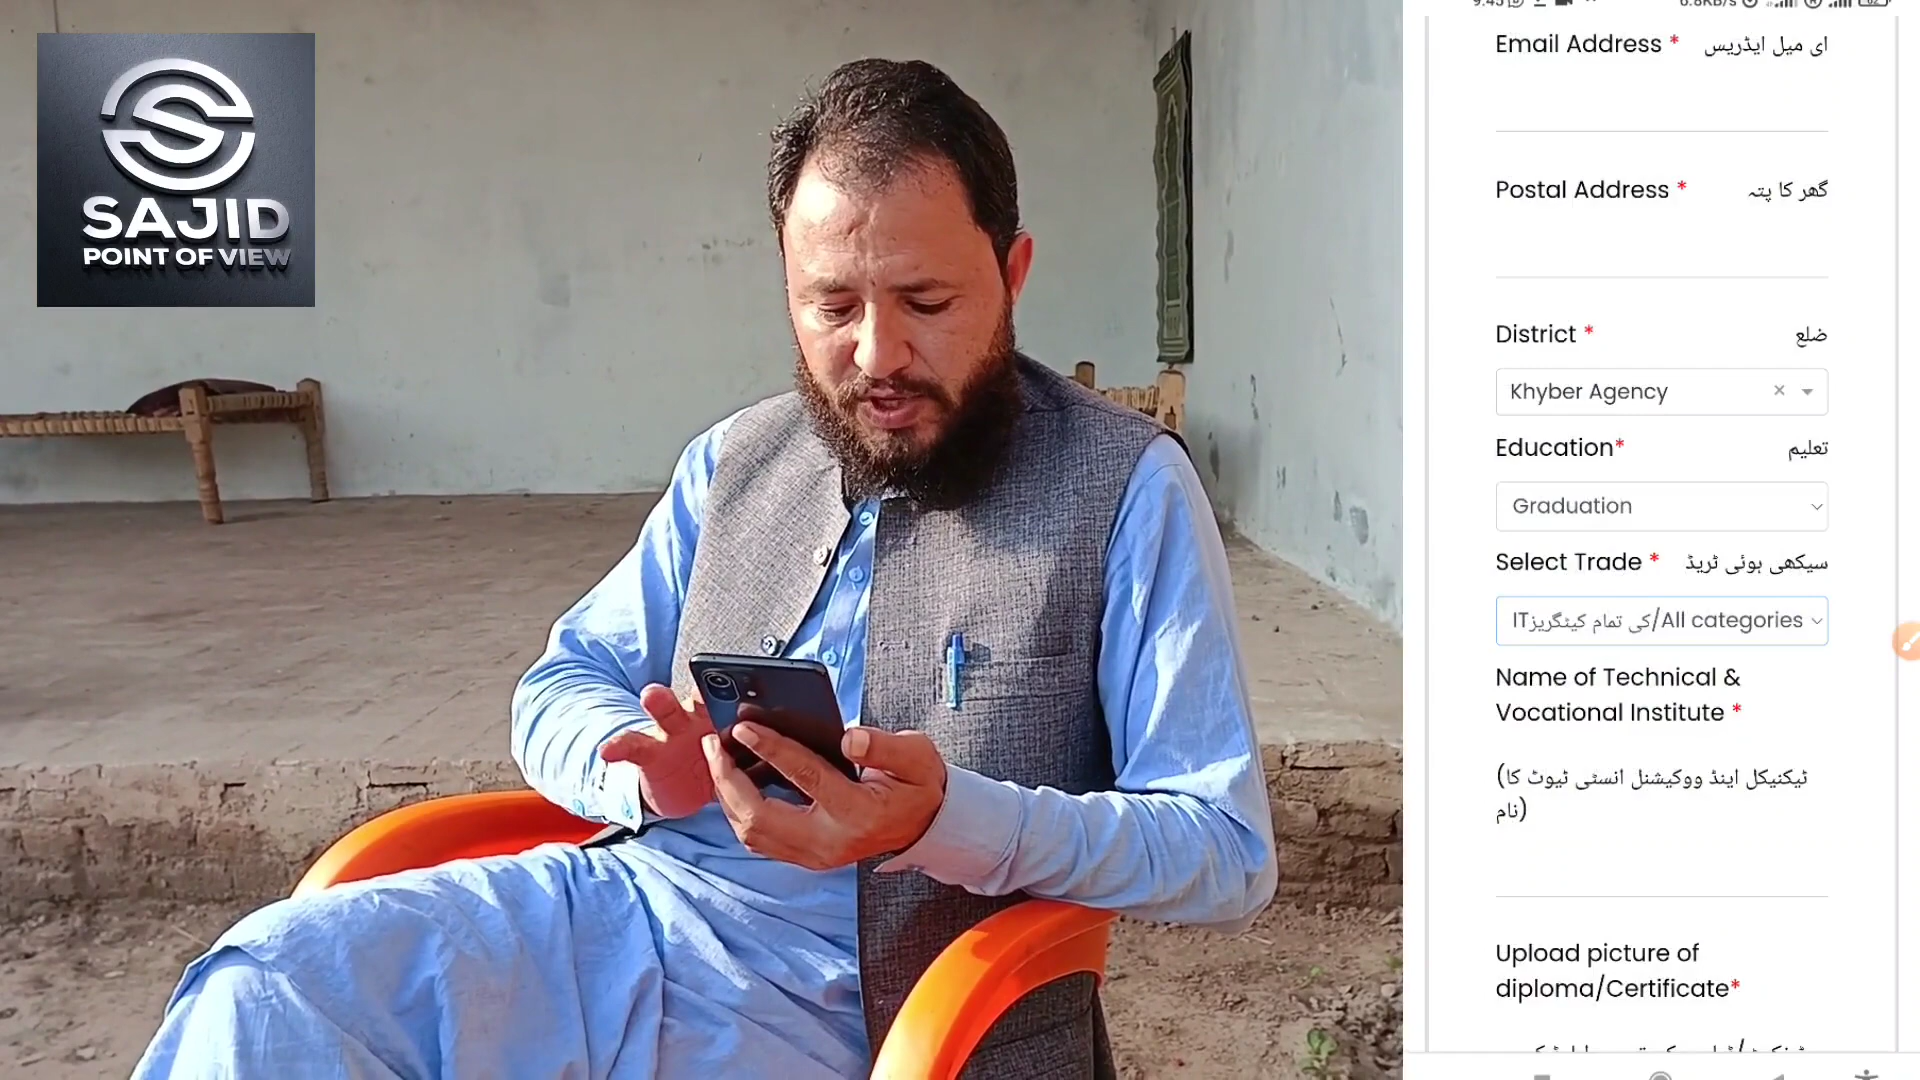 SAJID
POINT OF VIEW
Email Address * ای میل ایڈریس
Postal Address * گھر کا پتہ
District * ضلع
Khyber Agency ×
Education* تعلیم
Graduation
Select Trade * سیکھی ہوئی ٹریڈ
ITکی تمام کیٹگریز/All categories
Name of Technical &
Vocational Institute *
(ٹیکنیکل اینڈ ووکیشنل انسٹی ٹیوٹ کا
نام)
Upload picture of
diploma/Certificate*